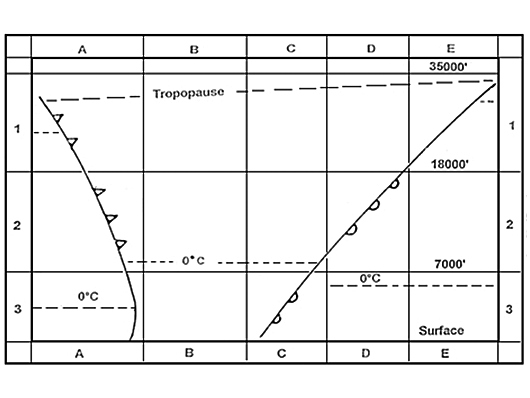 A B C D E
35000'
Tropopause
1 1
18000'
2 2
0°C 7000'
0°C
0°C
3 3
Surface
A B C D E